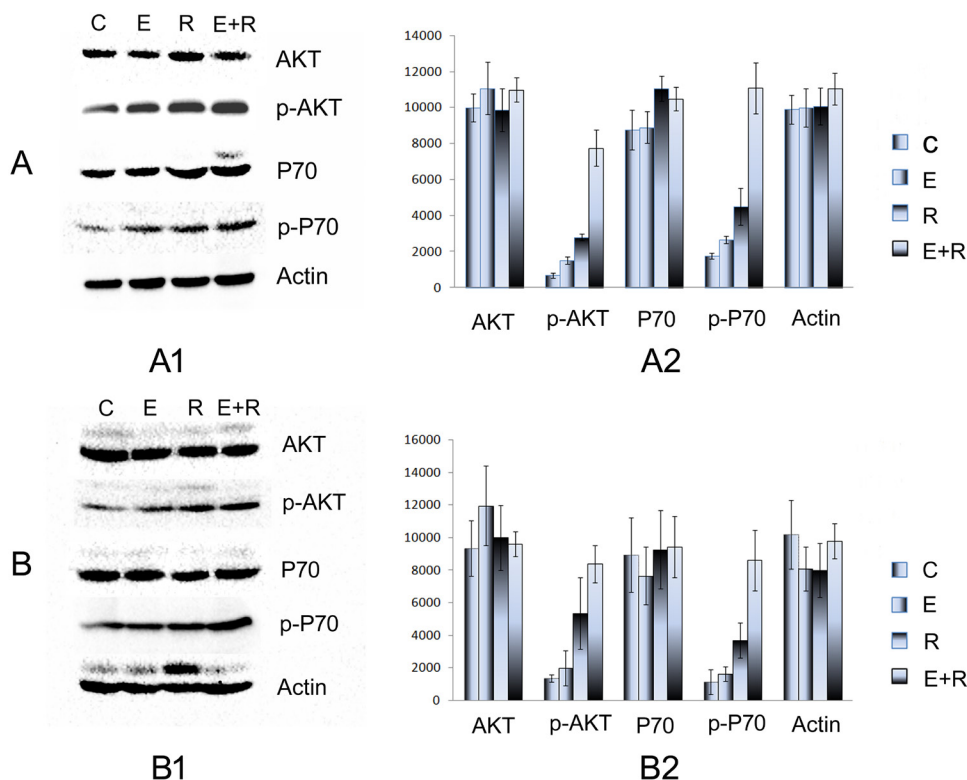 C E R E+R
AKT
p-AKT
A
P70
p-P70
Actin
A1
12000
10000
8000
6000
4000
2000
0
AKT p-AKT P70 p-P70 Actin
C
E
R
E+R
A2
C E R E+R
AKT
p-AKT
B
P70
p-P70
Actin
B1
16000
14000
12000
10000
8000
6000
4000
2000
0
AKT p-AKT P70 p-P70 Actin
C
E
R
E+R
B2